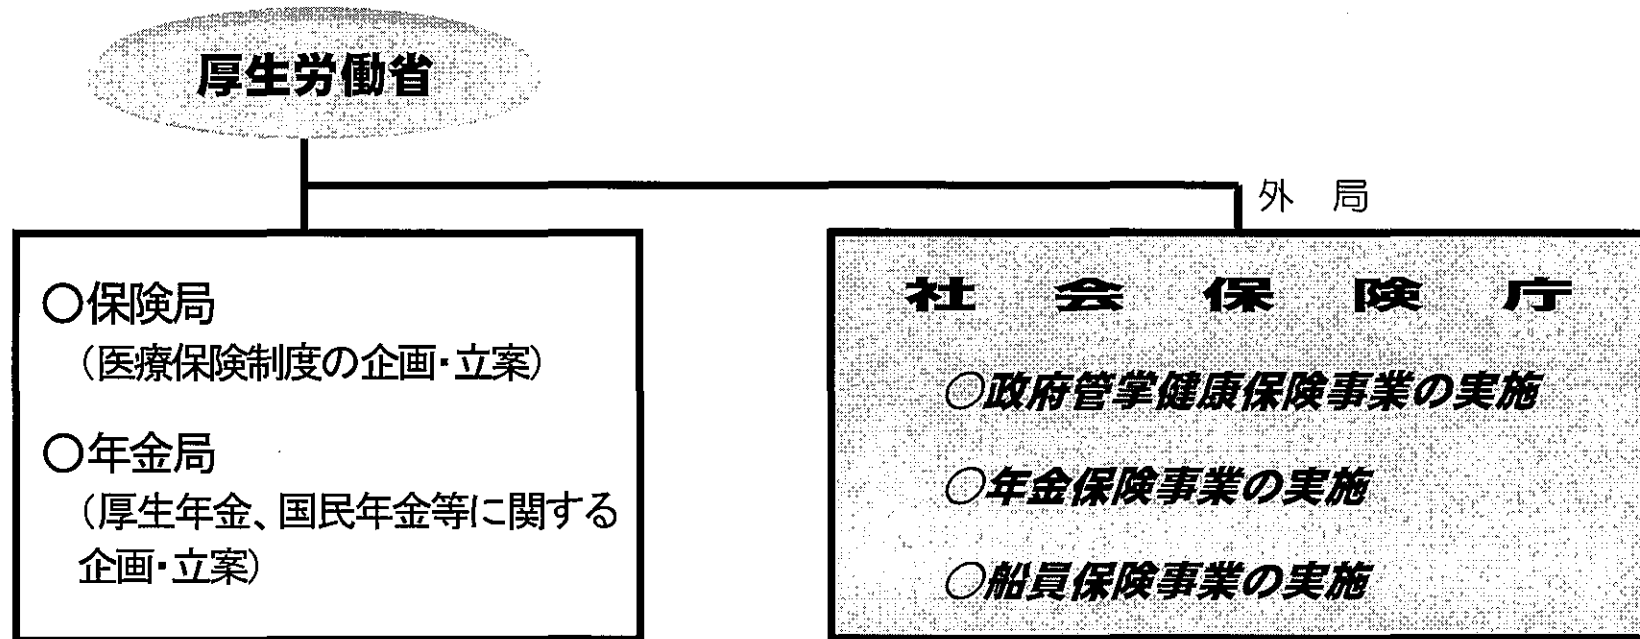 厚生労働省
外 局
○保険局
（医療保険制度の企画･立案）
○年金局
（厚生年金、国民年金等に関する
企画･立案）
社 会 保 険 庁
○政府管掌健康保険事業の実施
○年金保険事業の実施
○船員保険事業の実施